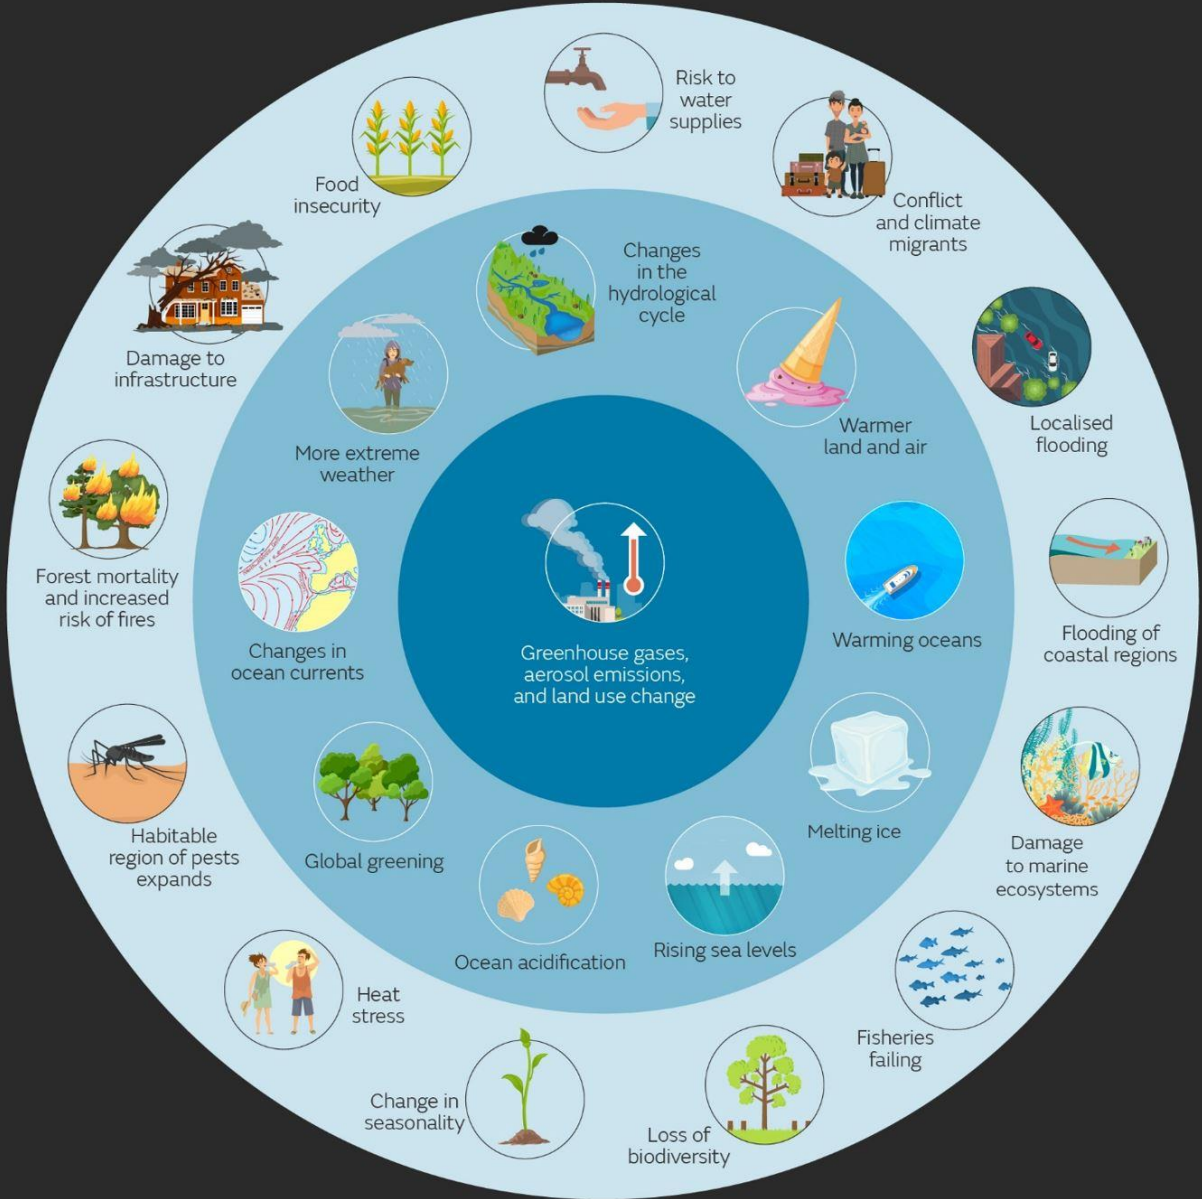 Risk to
water
supplies
Conflict
and climate
migrants
Localised
flooding
Flooding of
coastal regions
Damage
to marine
ecosystems
Fisheries
failing
Loss of
biodiversity
Change in
seasonality
Heat
stress
Habitable
region of pests
expands
Forest mortality
and increased
risk of fires
Damage to
infrastructure
Food
insecurity
Changes
in the
hydrological
cycle
Warmer
land and air
Warming oceans
Melting ice
Rising sea levels
Ocean acidification
Global greening
Changes in
ocean currents
More extreme
weather
Greenhouse gases,
aerosol emissions,
and land use change